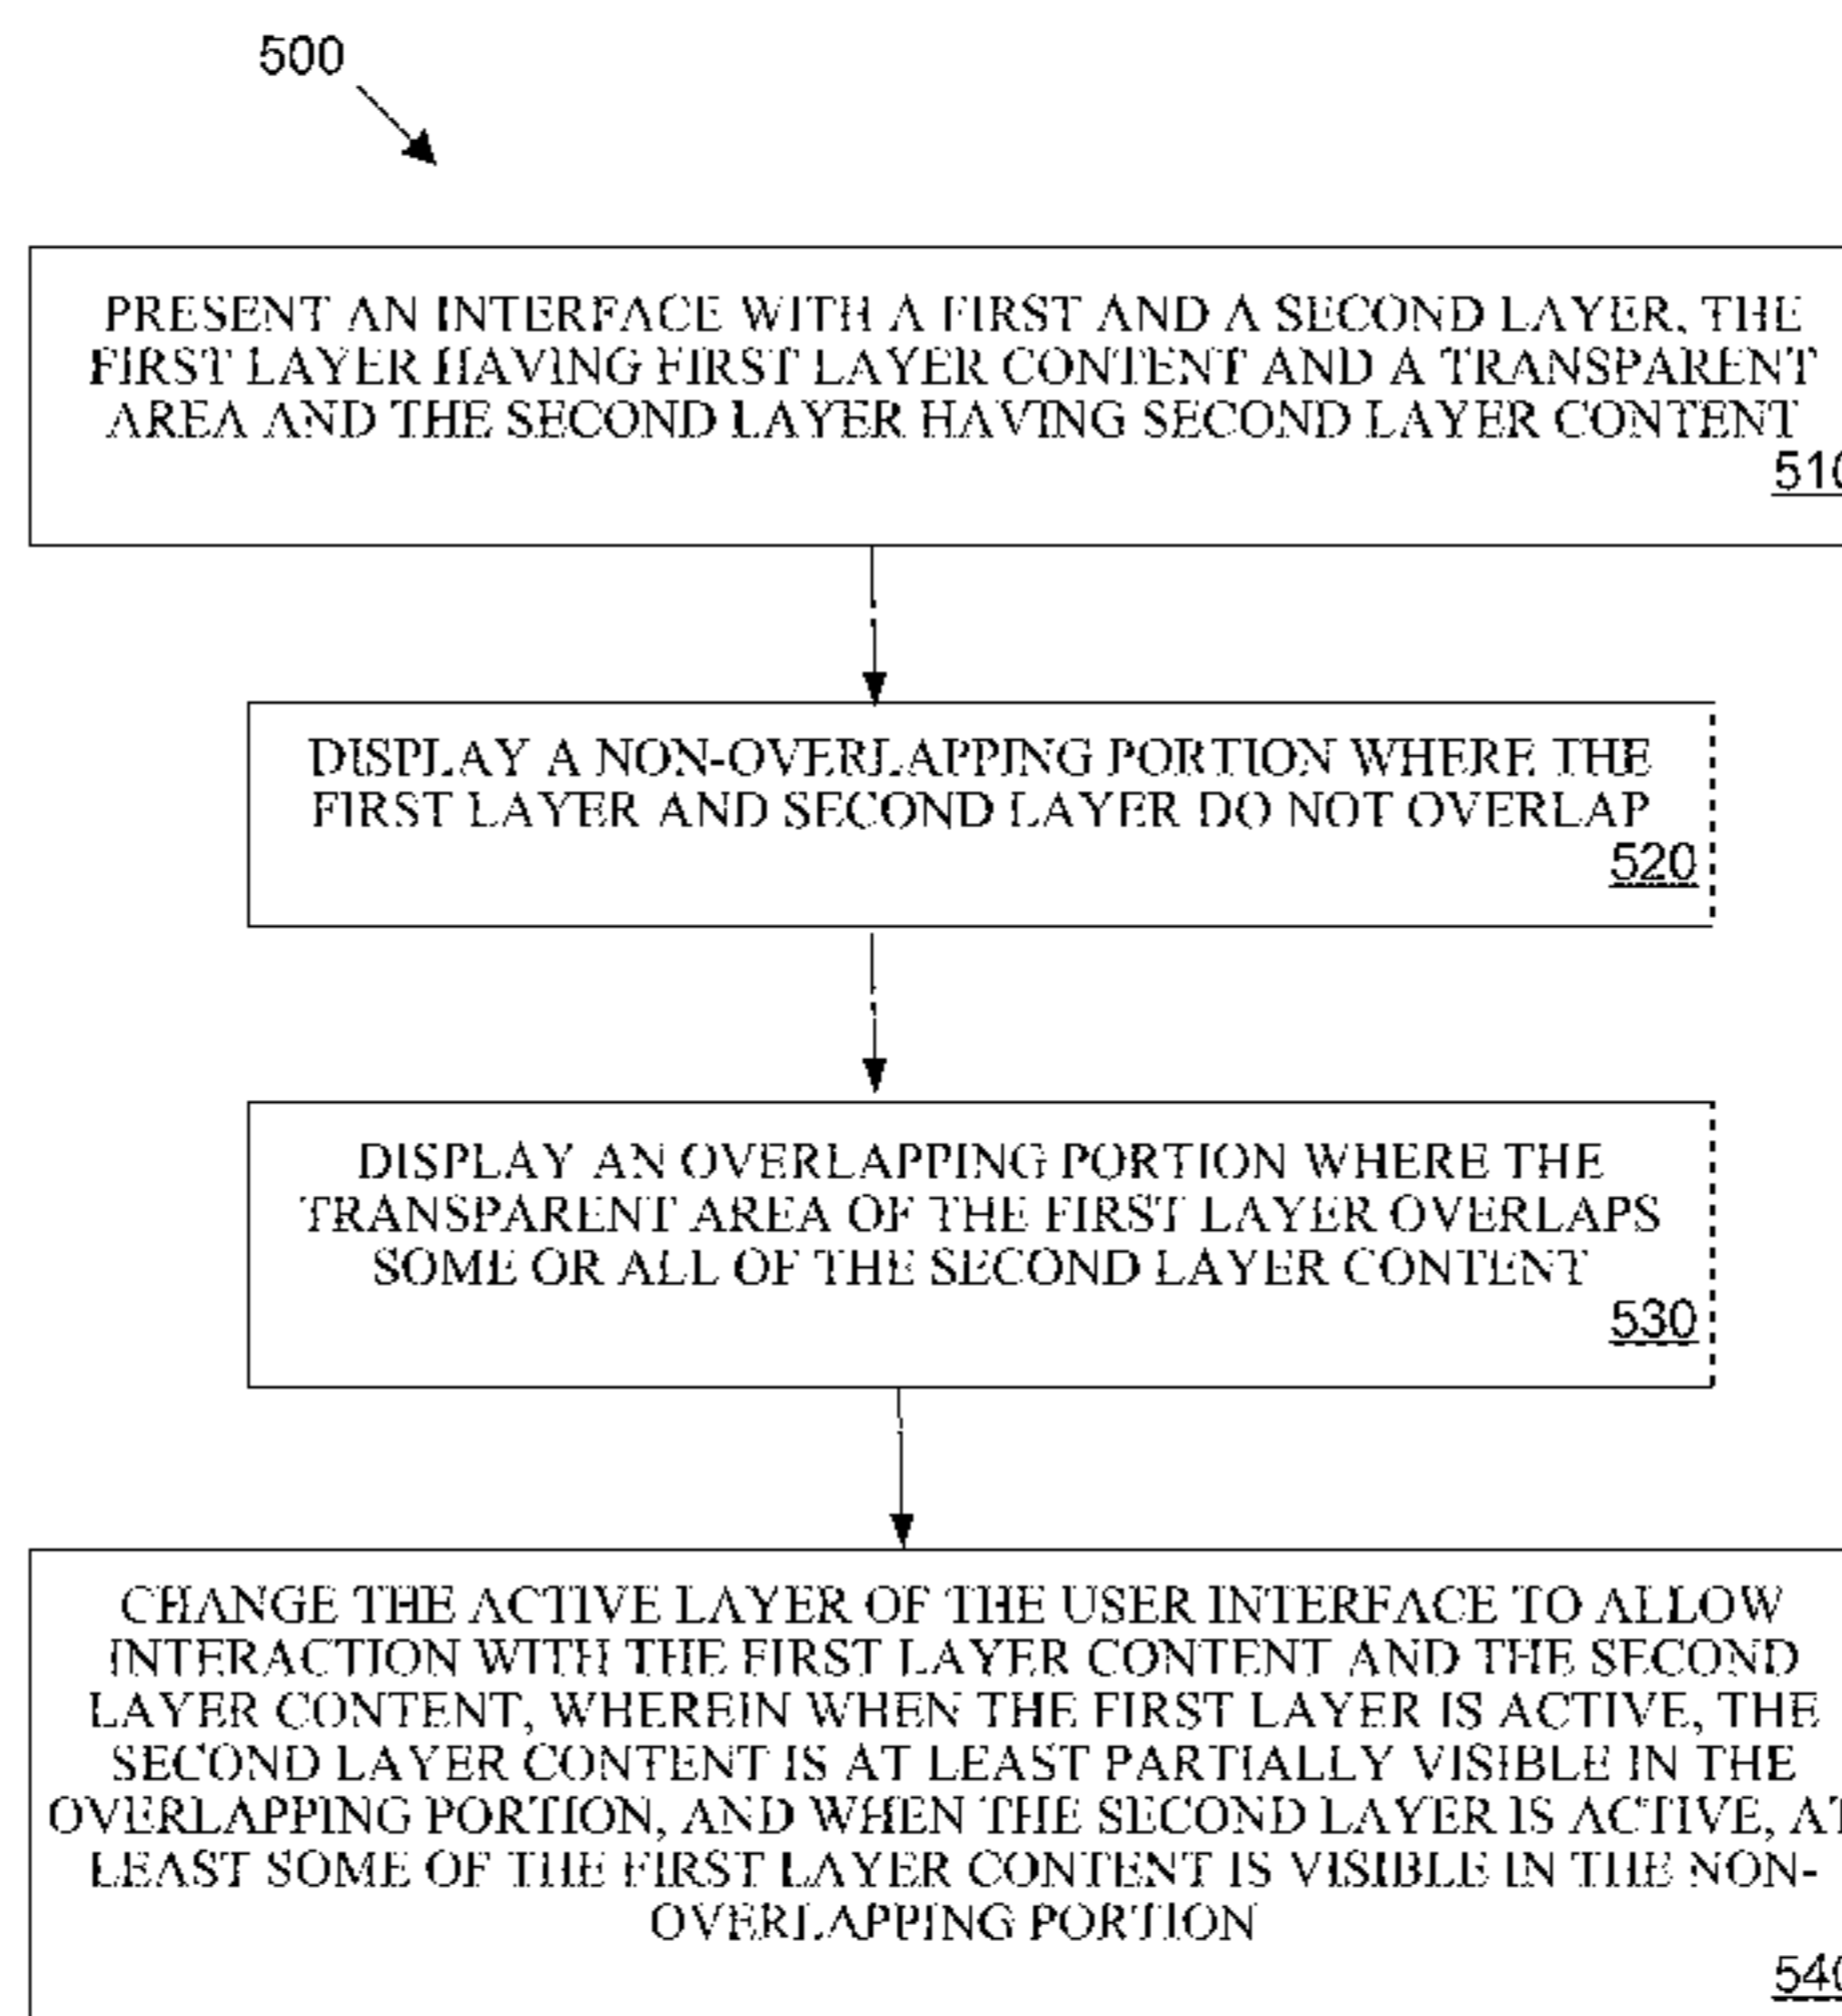 500
PRESENT AN INTERFACE WITH A FIRST AND A SECOND LAYER, THE
FIRST LAYER HAVING FIRST LAYER CONTENT AND A TRANSPARENT
AREA AND THE SECOND LAYER HAVING SECOND LAYER CONTENT
510
DISPLAY A NON-OVERLAPPING PORTION WHERE THE
FIRST LAYER AND SECOND LAYER DO NOT OVERLAP
520
DISPLAY AN OVERLAPPING PORTION WHERE THE
TRANSPARENT AREA OF THE FIRST LAYER OVERLAPS
SOME OR ALL OF THE SECOND LAYER CONTENT
530
CHANGE THE ACTIVE LAYER OF THE USER INTERFACE TO ALLOW
INTERACTION WITH THE FIRST LAYER CONTENT AND THE SECOND
LAYER CONTENT, WHEREIN WHEN THE FIRST LAYER IS ACTIVE, THE
SECOND LAYER CONTENT IS AT LEAST PARTIALLY VISIBLE IN THE
OVERLAPPING PORTION, AND WHEN THE SECOND LAYER IS ACTIVE, AT
LEAST SOME OF THE FIRST LAYER CONTENT IS VISIBLE IN THE NON-
OVERLAPPING PORTION
540